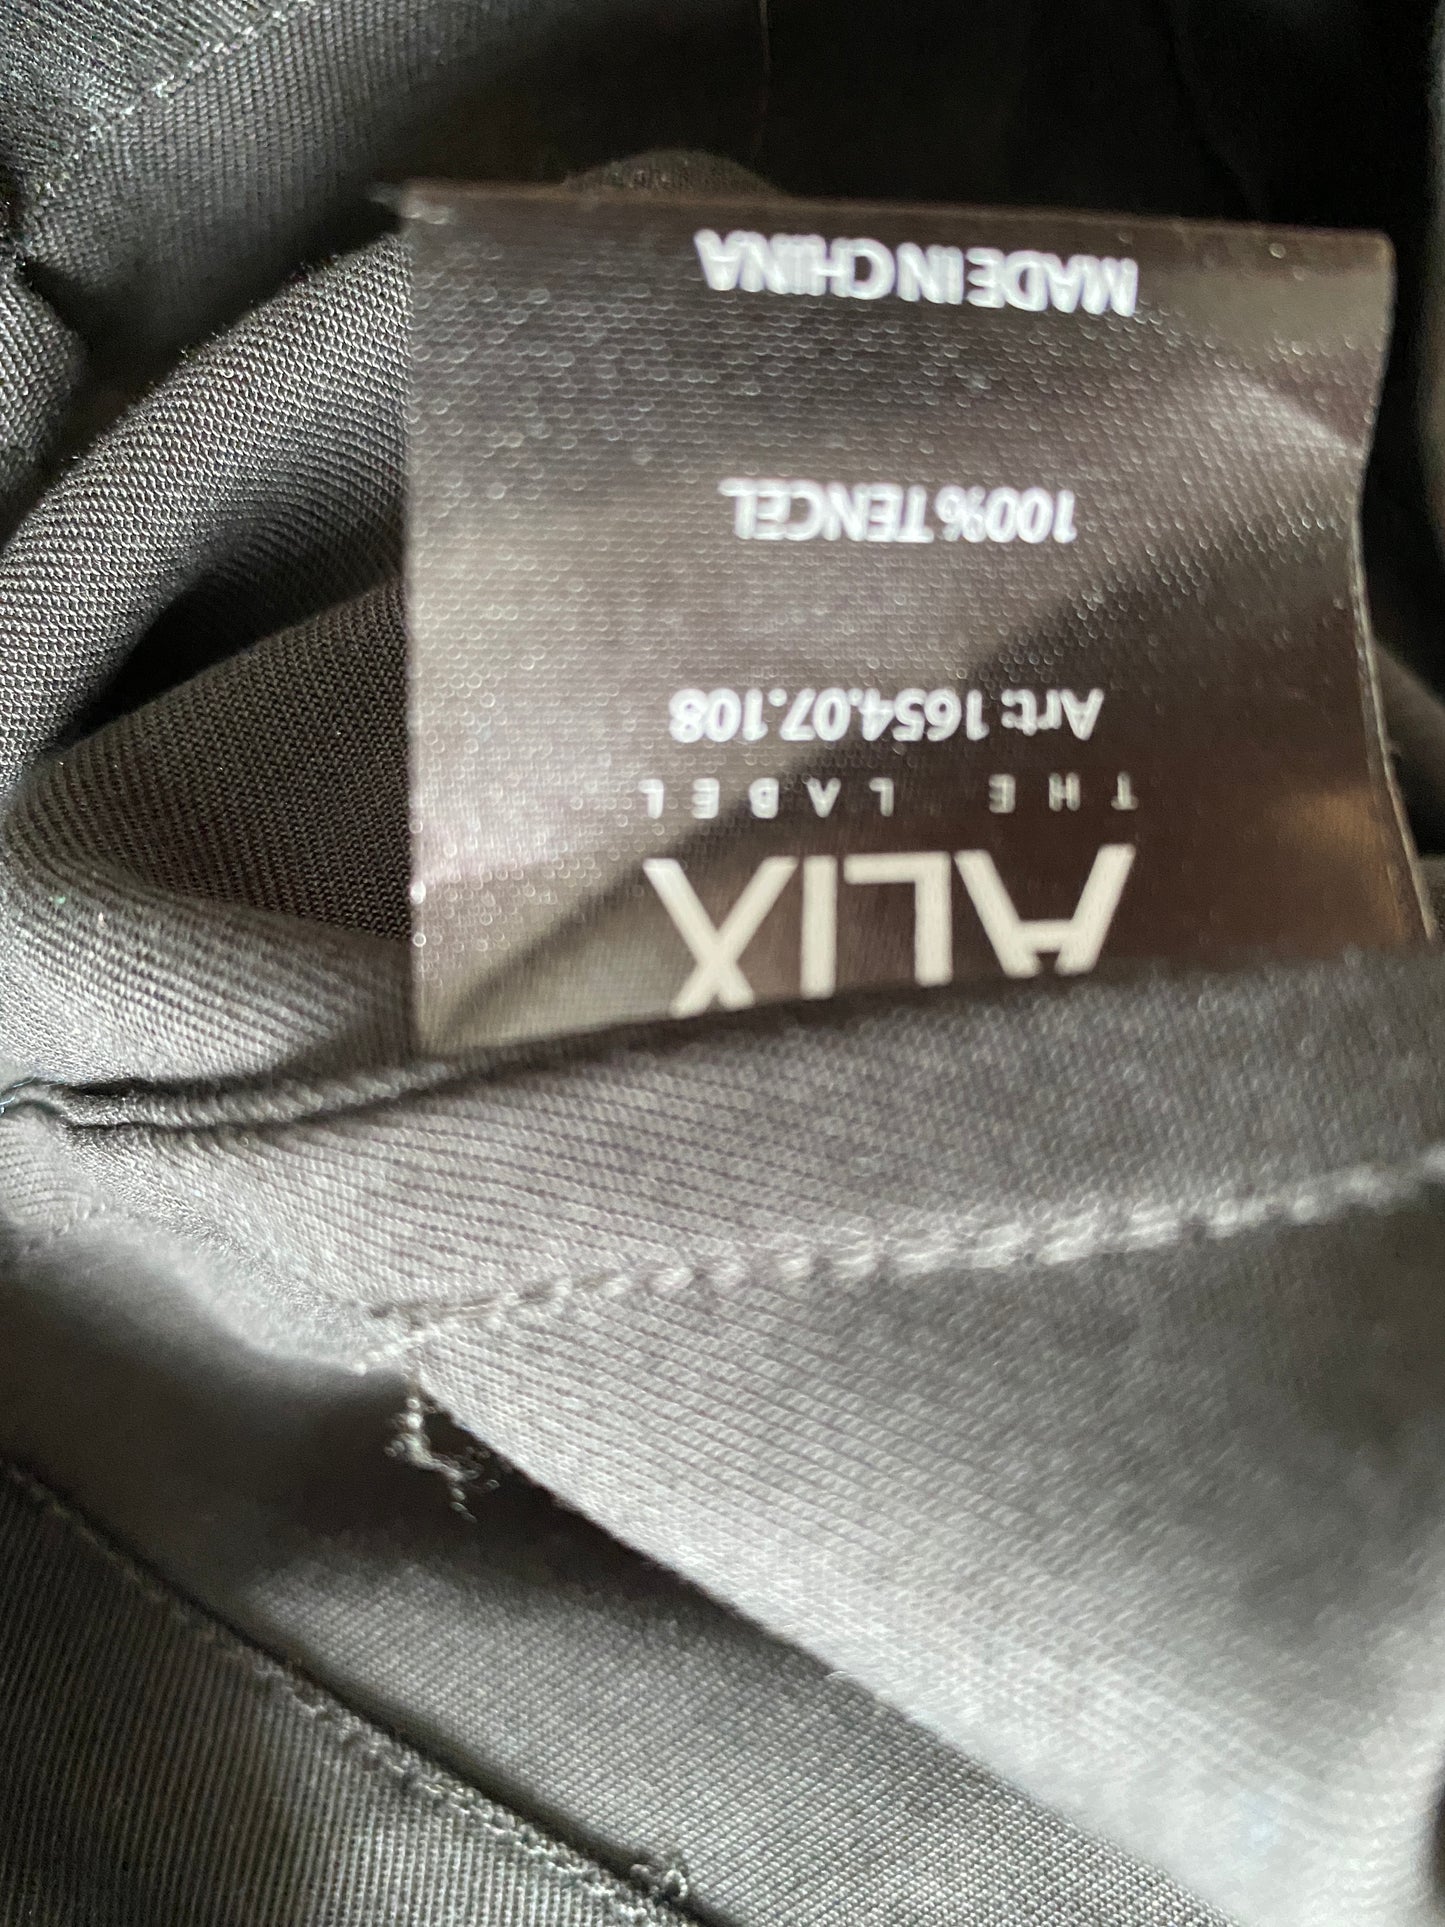 ALIX
THE LABEL
Art: 1654.07.108
100% TENCEL
MADE IN CHINA